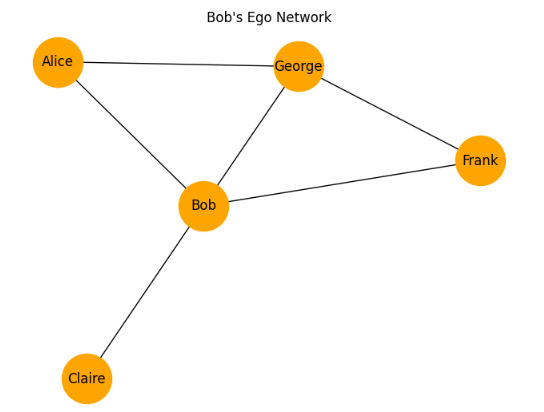 Bob's Ego Network
Alice
George
Frank
Bob
Claire